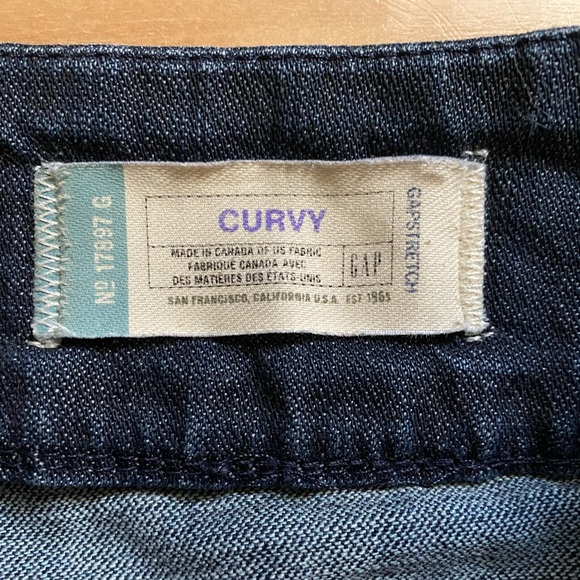 Nº 17897 G
CURVY
MADE IN CANADA OF US FABRIC
FABRIQUE CANADA AVEC
DES MATIÈRES DES ÉTATS-UNIS
GAP
SAN FRANCISCO, CALIFORNIA U.S.A. EST 1969
GAPSTRETCH